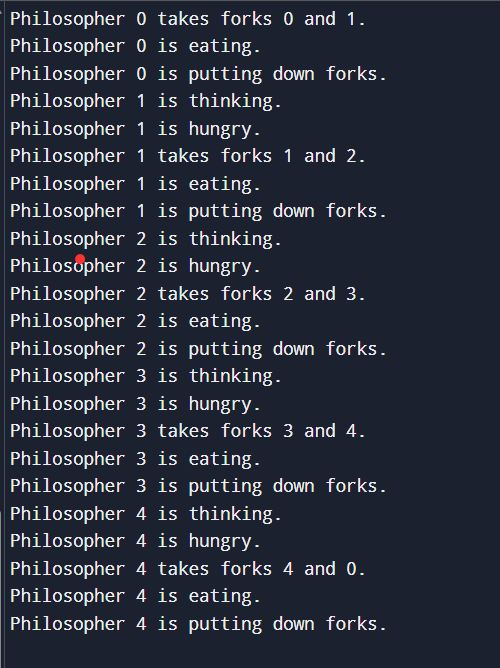 Philosopher 0 takes forks 0 and 1.
Philosopher 0 is eating.
Philosopher 0 is putting down forks.
Philosopher 1 is thinking.
Philosopher 1 is hungry.
Philosopher 1 takes forks 1 and 2.
Philosopher 1 is eating.
Philosopher 1 is putting down forks.
Philosopher 2 is thinking.
Philosopher 2 is hungry.
Philosopher 2 takes forks 2 and 3.
Philosopher 2 is eating.
Philosopher 2 is putting down forks.
Philosopher 3 is thinking.
Philosopher 3 is hungry.
Philosopher 3 takes forks 3 and 4.
Philosopher 3 is eating.
Philosopher 3 is putting down forks.
Philosopher 4 is thinking.
Philosopher 4 is hungry.
Philosopher 4 takes forks 4 and 0.
Philosopher 4 is eating.
Philosopher 4 is putting down forks.